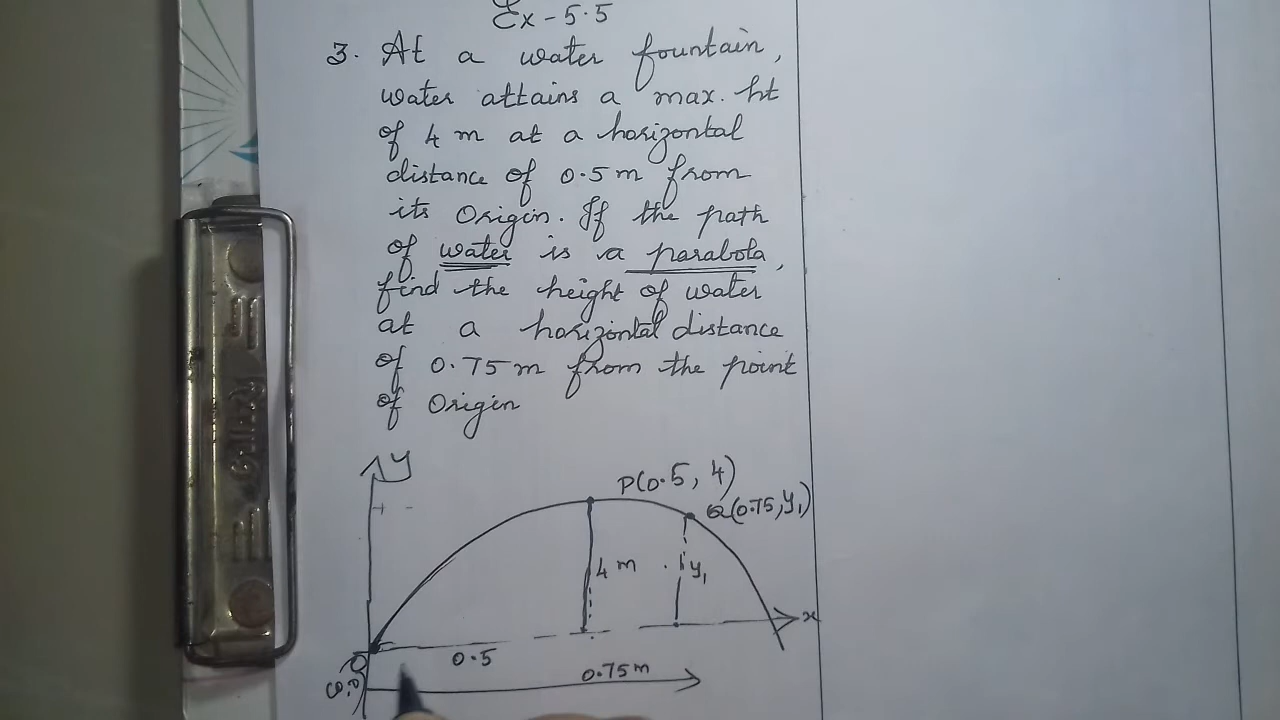 Ex - 5.5
3. At a water fountain,
water attains a max. ht
of 4 m at a horizontal
distance of 0.5 m from
its Origin. If the path
of water is a parabola,
find the height of water
at a horizontal distance
of 0.75 m from the point
of Origin
y
P(0.5, 4)
Q(0.75, y₁)
4 m
y₁
x
0.5
0.75 m